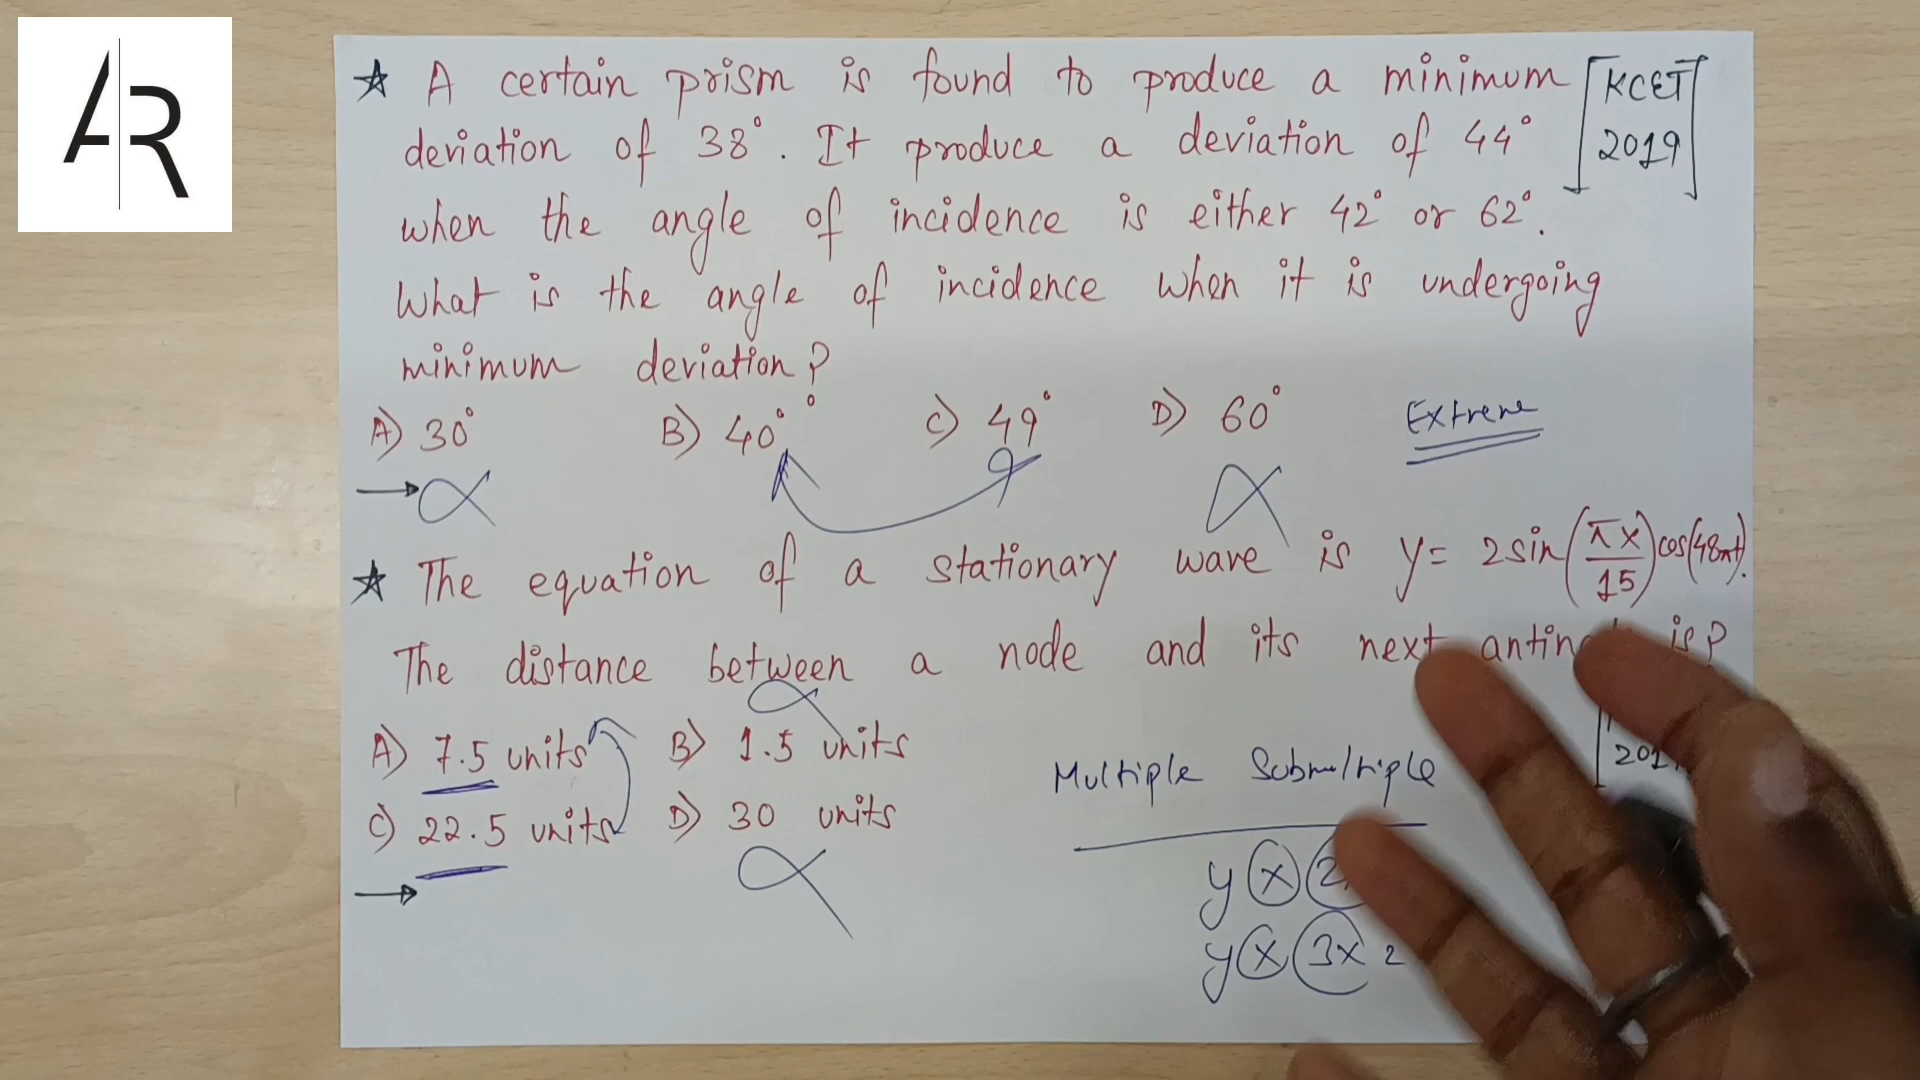 AR
★ A certain prism is found to produce a minimum [KCET
deviation of 38°. It produce a deviation of 44° 2019]
when the angle of incidence is either 42° or 62°.
What is the angle of incidence when it is undergoing
minimum deviation?
A) 30° B) 40° C) 49° D) 60° Extreme
★ The equation of a stationary wave is y = 2sin(πx/15)cos(48πt).
The distance between a node and its next is?
A) 7.5 units B) 1.5 units
Multiple Submultiple
C) 22.5 units D) 30 units
y x 2
y x 3x 2